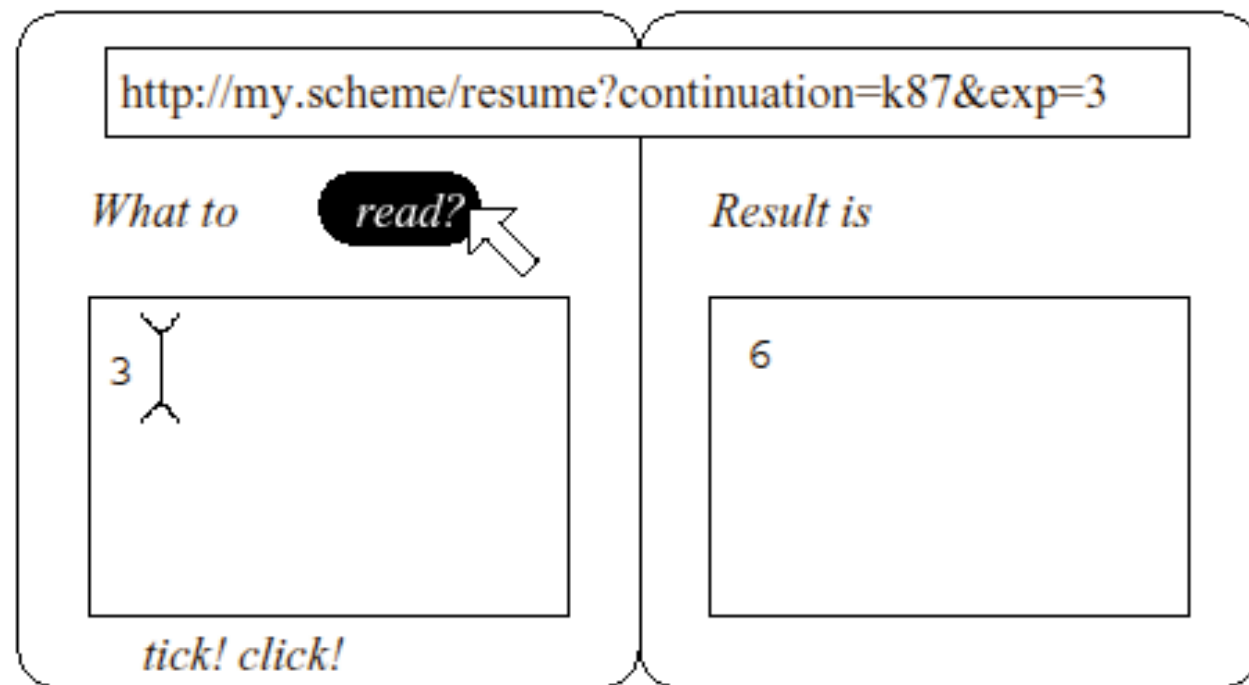 http://my.scheme/resume?continuation=k87&exp=3
What to read?
Result is
3
6
tick! click!